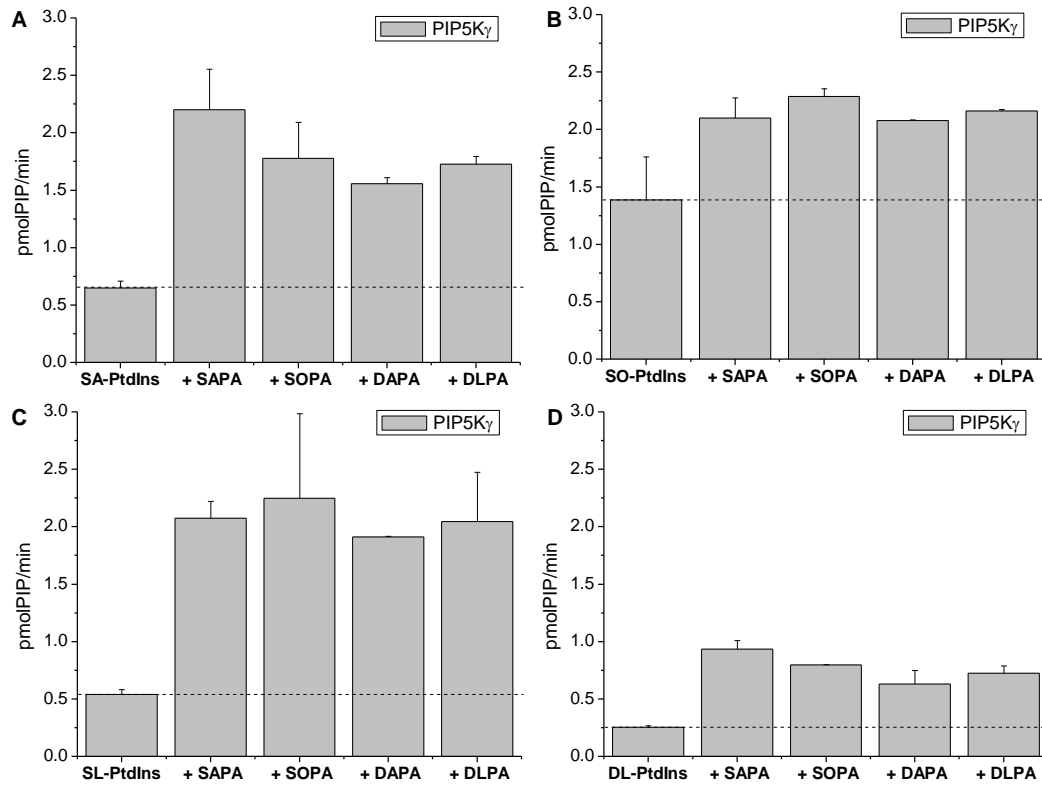 A
PIP5Kγ
pmolPIP/min
3.0
2.5
2.0
1.5
1.0
0.5
0.0
SA-PtdIns + SAPA + SOPA + DAPA + DLPA
B
PIP5Kγ
pmolPIP/min
3.0
2.5
2.0
1.5
1.0
0.5
0.0
SO-PtdIns + SAPA + SOPA + DAPA + DLPA
C
PIP5Kγ
pmolPIP/min
3.0
2.5
2.0
1.5
1.0
0.5
0.0
SL-PtdIns + SAPA + SOPA + DAPA + DLPA
D
PIP5Kγ
pmolPIP/min
3.0
2.5
2.0
1.5
1.0
0.5
0.0
DL-PtdIns + SAPA + SOPA + DAPA + DLPA